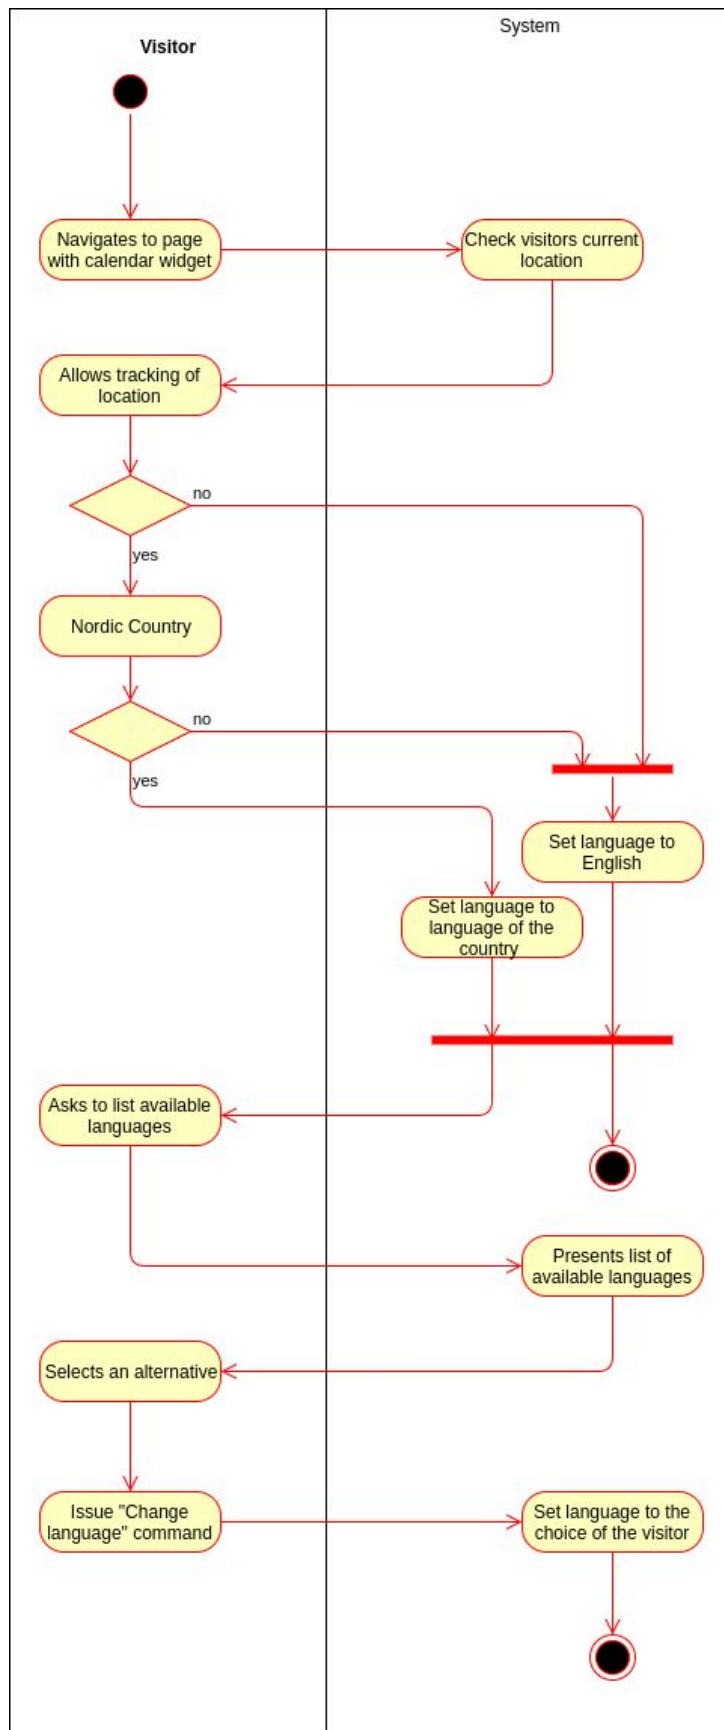 System
Visitor
Navigates to page
with calendar widget
Check visitors current
location
Allows tracking of
location
no
yes
Nordic Country
no
yes
Set language to
English
Set language to
language of the
country
Asks to list available
languages
Presents list of
available languages
Selects an alternative
Issue "Change
language" command
Set language to the
choice of the visitor